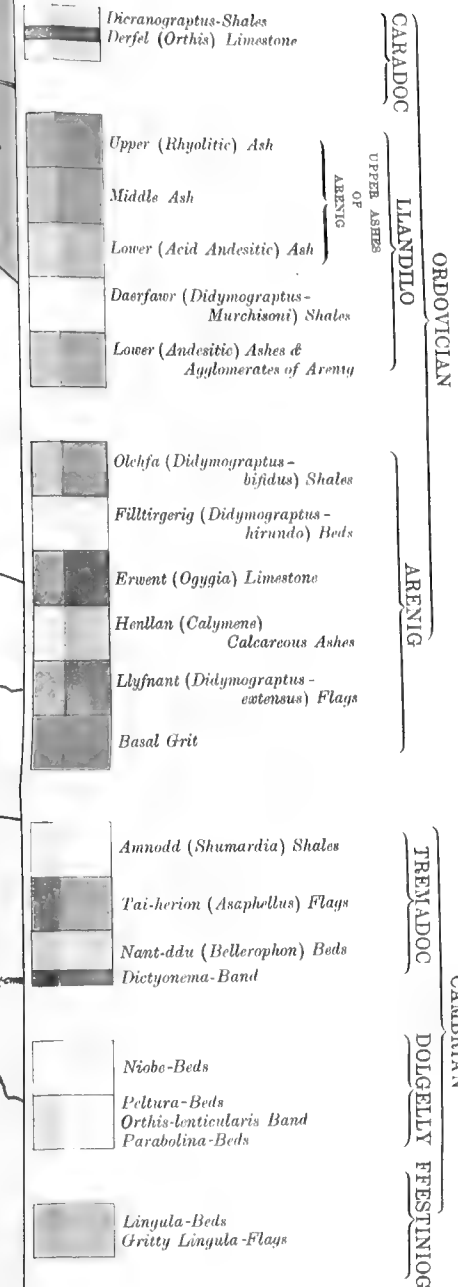 Dicranograptus-Shales
Derfel (Orthis) Limestone
CARADOC
Upper (Rhyolitic) Ash
Middle Ash
Lower (Acid Andesitic) Ash
UPPER ASHES
OF
ARENIG
Daerfawr (Didymograptus-
Murchisoni) Shales
Lower (Andesitic) Ashes &
Agglomerates of Arenig
LLANDILO
Olchfa (Didymograptus-
bifidus) Shales
Filltirgerig (Didymograptus-
hirundo) Beds
Erwent (Ogygia) Limestone
Henllan (Calymene)
Calcareous Ashes
Llyfnant (Didymograptus-
extensus) Flags
Basal Grit
ARENIG
ORDOVICIAN
Amnodd (Shumardia) Shales
Tai-herion (Asaphellus) Flags
Nant-ddu (Bellerophon) Beds
Dictyonema-Band
TREMADOC
Niobe-Beds
Peltura-Beds
Orthis-lenticularis Band
Parabolina-Beds
DOLGELLY
Lingula-Beds
Gritty Lingula-Flags
FFESTINIOG
CAMBRIAN